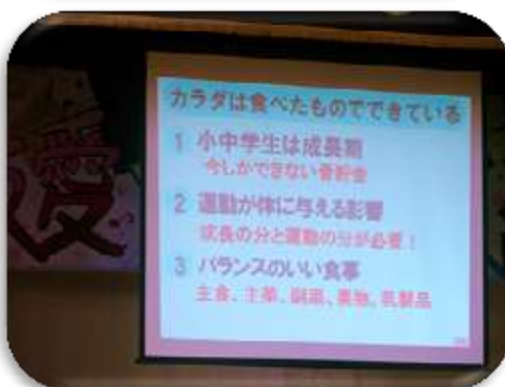 カラダは食べたものでできている
1 小中学生は成長期
今しかできない骨貯金
2 運動が体に与える影響
成長の分と運動の分が必要!
3 バランスのいい食事
主食、主菜、副菜、果物、乳製品